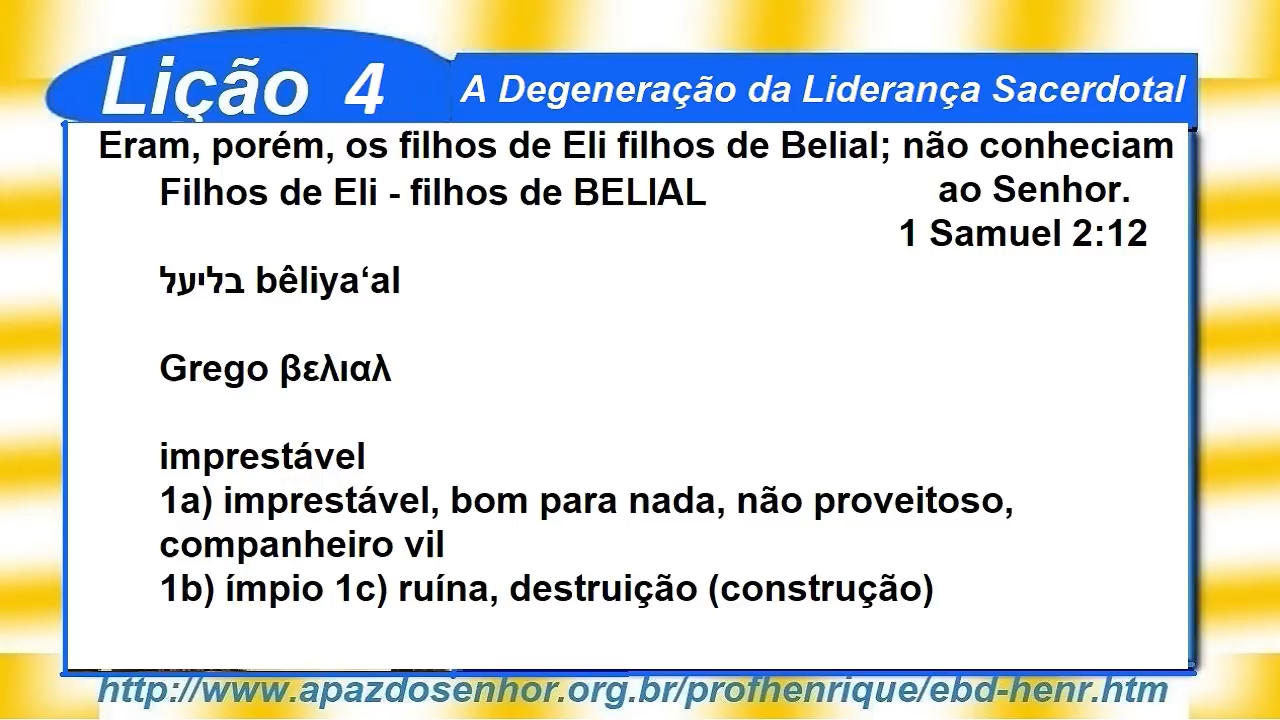 Lição 4
A Degeneração da Liderança Sacerdotal
Eram, porém, os filhos de Eli filhos de Belial; não conheciam
ao Senhor.
1 Samuel 2:12
Filhos de Eli - filhos de BELIAL
בליעל bêliya‘al
Grego βελιαλ
imprestável
1a) imprestável, bom para nada, não proveitoso,
companheiro vil
1b) ímpio 1c) ruína, destruição (construção)
http://www.apazdosenhor.org.br/profhenrique/ebd-henr.htm